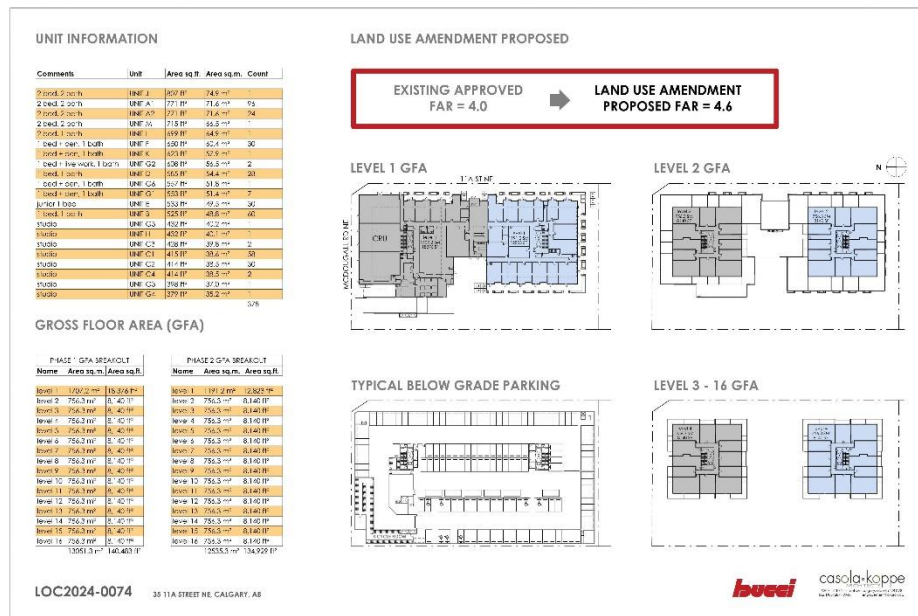 UNIT INFORMATION
Comments Unit Area sq.ft. Area sq.m. Count
2 bed, 2 bath UNIT J 807 ft² 74.9 m²
2 bed, 2 bath UNIT A1 771 ft² 71.6 m² 96
2 bed, 2 bath UNIT A2 771 ft² 71.6 m² 24
2 bed, 2 bath UNIT M 715 ft² 66.5 m²
2 bed, 1 bath UNIT L 699 ft² 64.9 m²
1 bed + den, 1 bath UNIT F 650 ft² 60.4 m² 30
1 bed + den, 1 bath UNIT K 623 ft² 57.9 m²
1 bed + live work, 1 bath UNIT G2 608 ft² 56.5 m² 2
1 bed, 1 bath UNIT D 585 ft² 54.4 m² 28
1 bed + den, 1 bath UNIT G6 557 ft² 51.8 m²
1 bed + den, 1 bath UNIT G1 553 ft² 51.4 m² 7
junior 1 bed UNIT E 533 ft² 49.5 m² 30
1 bed, 1 bath UNIT B 525 ft² 48.8 m² 60
studio 432 ft² 40.2 m²
studio UNIT H 432 ft² 40.1 m²
studio 428 ft² 39.8 m² 2
studio UNIT C1 415 ft² 38.6 m² 58
studio UNIT C2 414 ft² 38.5 m² 30
studio UNIT C4 414 ft² 38.5 m² 2
studio 398 ft² 37.0 m²
studio UNIT G4 379 ft² 35.2 m²
378
GROSS FLOOR AREA (GFA)
PHASE 1 GFA BREAKOUT
Name Area sq.m. Area sq.ft.
level 1 1707.2 m² 18,376 ft²
level 2 756.3 m² 8,140 ft²
level 3 756.3 m² 8,140 ft²
level 4 756.3 m² 8,140 ft²
level 5 756.3 m² 8,140 ft²
level 6 756.3 m² 8,140 ft²
level 7 756.3 m² 8,140 ft²
level 8 756.3 m² 8,140 ft²
level 9 756.3 m² 8,140 ft²
level 10 756.3 m² 8,140 ft²
level 11 756.3 m² 8,140 ft²
level 12 756.3 m² 8,140 ft²
level 13 756.3 m² 8,140 ft²
level 14 756.3 m² 8,140 ft²
level 15 756.3 m² 8,140 ft²
level 16 756.3 m² 8,140 ft²
13051.3 m² 140,483 ft²
PHASE 2 GFA BREAKOUT
Name Area sq.m. Area sq.ft.
level 1 1191.2 m² 12,822 ft²
level 2 756.3 m² 8,140 ft²
level 3 756.3 m² 8,140 ft²
level 4 756.3 m² 8,140 ft²
level 5 756.3 m² 8,140 ft²
level 6 756.3 m² 8,140 ft²
level 7 756.3 m² 8,140 ft²
level 8 756.3 m² 8,140 ft²
level 9 756.3 m² 8,140 ft²
level 10 756.3 m² 8,140 ft²
level 11 756.3 m² 8,140 ft²
level 12 756.3 m² 8,140 ft²
level 13 756.3 m² 8,140 ft²
level 14 756.3 m² 8,140 ft²
level 15 756.3 m² 8,140 ft²
level 16 756.3 m² 8,140 ft²
12535.3 m² 134,929 ft²
LAND USE AMENDMENT PROPOSED
EXISTING APPROVED
FAR = 4.0
LAND USE AMENDMENT
PROPOSED FAR = 4.6
LEVEL 1 GFA
11A ST NE
MCDOUGALL RD NE
CRU
LEVEL 2 GFA
N
TYPICAL BELOW GRADE PARKING
LEVEL 3 - 16 GFA
LOC2024-0074 35 11A STREET NE, CALGARY, AB
bucci
casola·koppe
ARCHITECTS